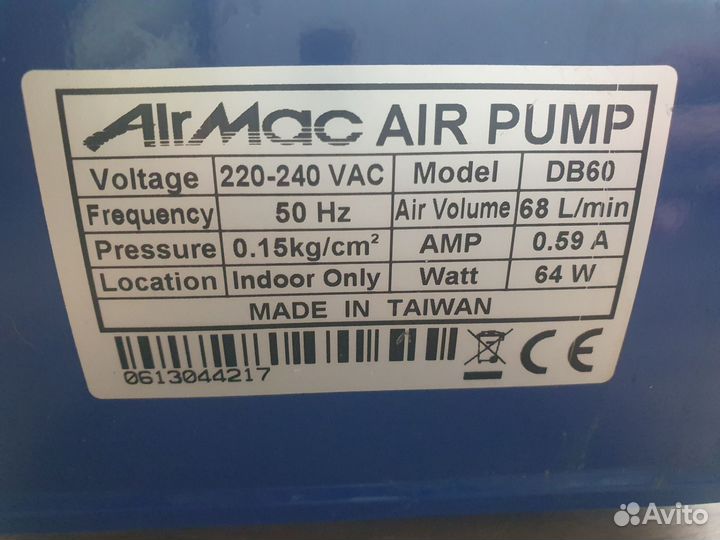 AIrMac AIR PUMP
Voltage 220-240 VAC Model DB60
Frequency 50 Hz Air Volume 68 L/min
Pressure 0.15kg/cm² AMP 0.59 A
Location Indoor Only Watt 64 W
MADE IN TAIWAN
CE
0613044217
Avito